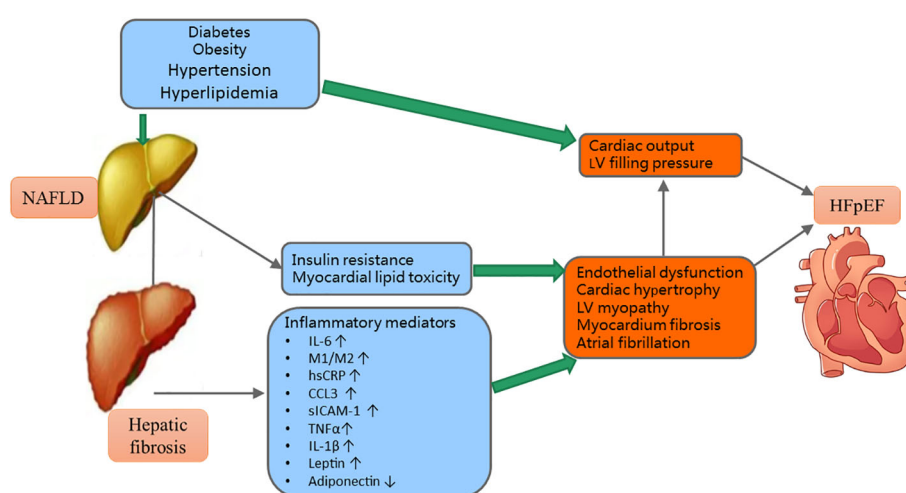 Diabetes
Obesity
Hypertension
Hyperlipidemia
Cardiac output
LV filling pressure
NAFLD
HFpEF
Insulin resistance
Myocardial lipid toxicity
Endothelial dysfunction
Cardiac hypertrophy
LV myopathy
Myocardium fibrosis
Atrial fibrillation
Inflammatory mediators
• IL-6 ↑
• M1/M2 ↑
• hsCRP ↑
• CCL3 ↑
• sICAM-1 ↑
• TNFα↑
• IL-1β ↑
• Leptin ↑
• Adiponectin ↓
Hepatic
fibrosis